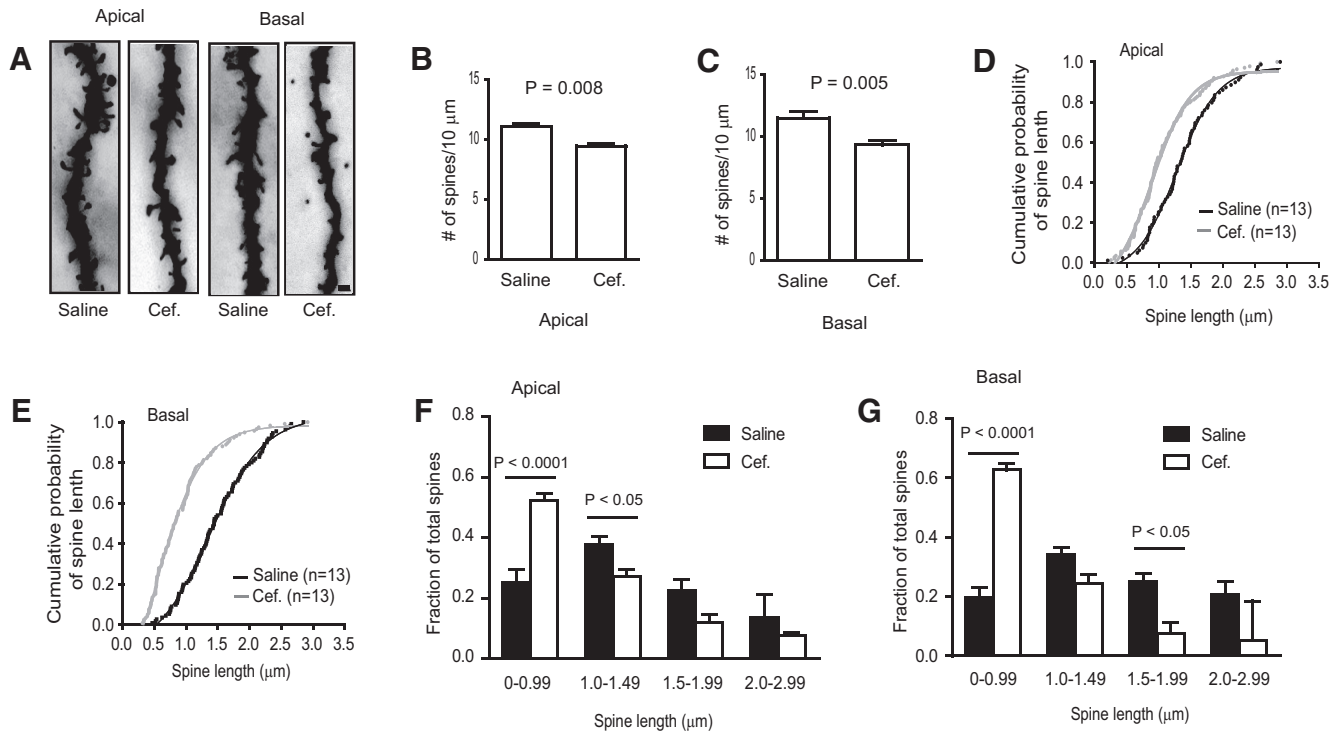 Apical
Basal
A
Saline
Cef.
Saline
Cef.
B
# of spines/10 μm
15
10
5
0
P = 0.008
Saline
Cef.
Apical
C
# of spines/10 μm
15
10
5
0
P = 0.005
Saline
Cef.
Basal
D
Apical
Cumulative probability
of spine lenth
1.0
0.8
0.6
0.4
0.2
0.0
Saline (n=13)
Cef. (n=13)
0.0 0.5 1.0 1.5 2.0 2.5 3.0 3.5
Spine length (μm)
E
Basal
Cumulative probability
of spine lenth
1.0
0.8
0.6
0.4
0.2
0.0
Saline (n=13)
Cef. (n=13)
0.0 0.5 1.0 1.5 2.0 2.5 3.0 3.5
Spine length (μm)
F
Apical
Fraction of total spines
0.8
0.6
0.4
0.2
0.0
P < 0.0001
P < 0.05
Saline
Cef.
0-0.99 1.0-1.49 1.5-1.99 2.0-2.99
Spine length (μm)
G
Basal
Fraction of total spines
0.8
0.6
0.4
0.2
0.0
P < 0.0001
P < 0.05
Saline
Cef.
0-0.99 1.0-1.49 1.5-1.99 2.0-2.99
Spine length (μm)